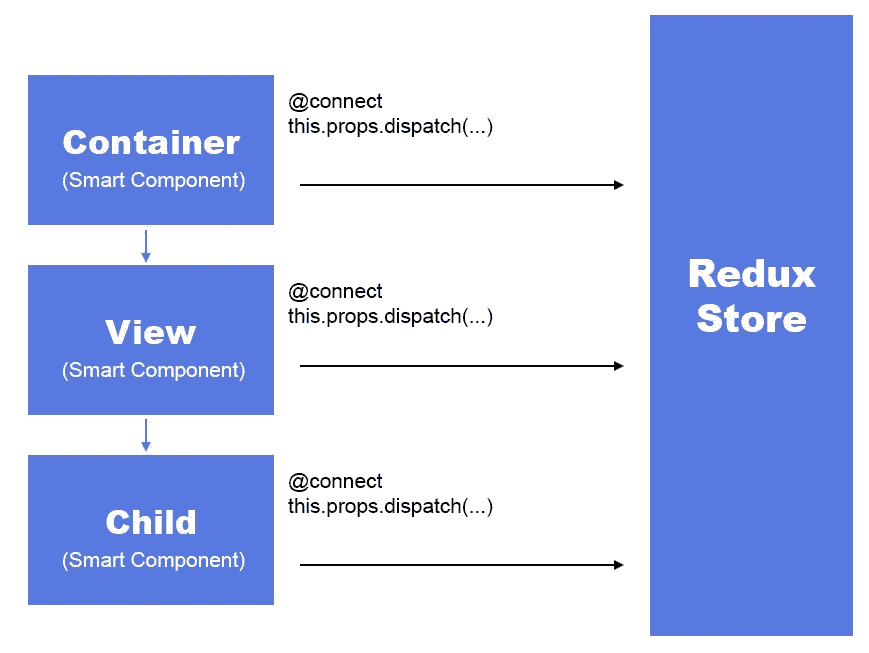 Container
(Smart Component)
@connect
this.props.dispatch(...)
View
(Smart Component)
@connect
this.props.dispatch(...)
Child
(Smart Component)
@connect
this.props.dispatch(...)
Redux
Store